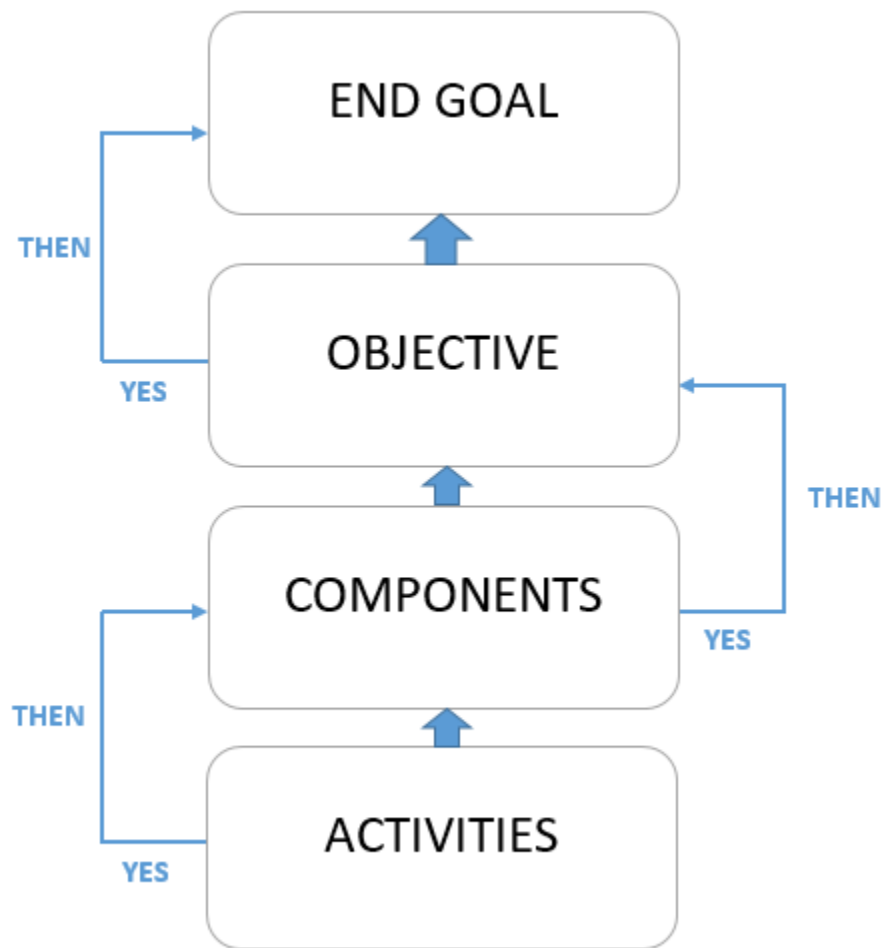 END GOAL
THEN
OBJECTIVE
YES
THEN
COMPONENTS
YES
THEN
ACTIVITIES
YES